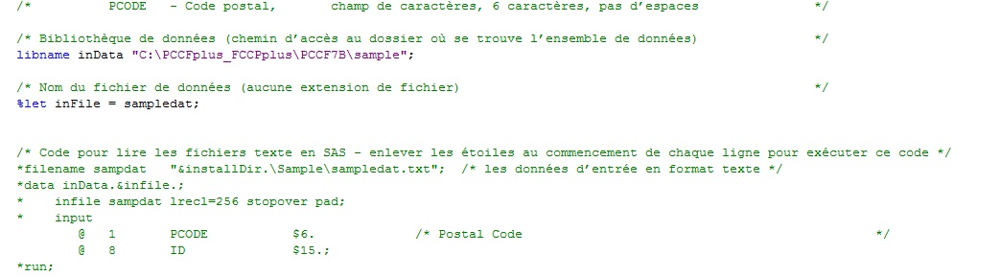 /* PCODE - Code postal, champ de caractères, 6 caractères, pas d’espaces */
/* Bibliothèque de données (chemin d’accès au dossier où se trouve l’ensemble de données) */
libname inData "C:\PCCFplus_FCCPplus\PCCF7B\sample";
/* Nom du fichier de données (aucune extension de fichier) */
%let inFile = sampledat;
/* Code pour lire les fichiers texte en SAS - enlever les étoiles au commencement de chaque ligne pour exécuter ce code */
*filename sampdat "&installDir.\Sample\sampledat.txt"; /* les données d’entrée en format texte */
*data inData.&infile.;
* infile sampdat lrecl=256 stopover pad;
* input
@ 1 PCODE $6. /* Postal Code */
@ 8 ID $15.;
*run;